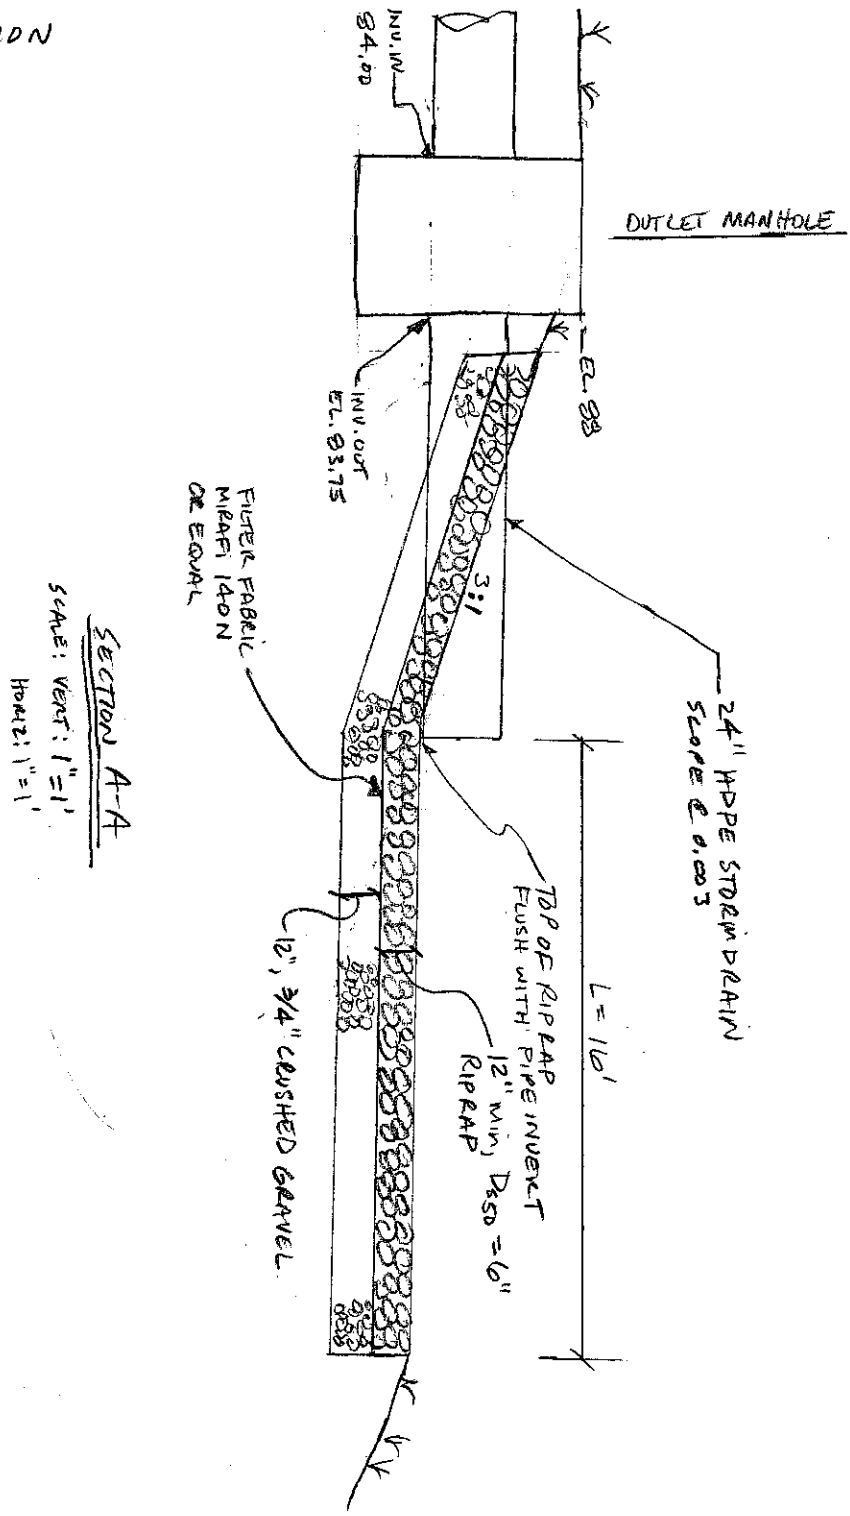 OUTLET MANHOLE
INV. IN
84.00
EL. 88
INV. OUT
EL. 83.75
24" HDPE STORM DRAIN
SLOPE @ 0.003
3:1
L = 16'
TOP OF RIPRAP
FLUSH WITH PIPE INVERT
12" min, D₅₀ = 6"
RIPRAP
FILTER FABRIC
MIRAFI 140N
OR EQUAL
12", 3/4" CRUSHED GRAVEL
SECTION A-A
SCALE: VERT: 1"=1'
HORIZ: 1"=1'